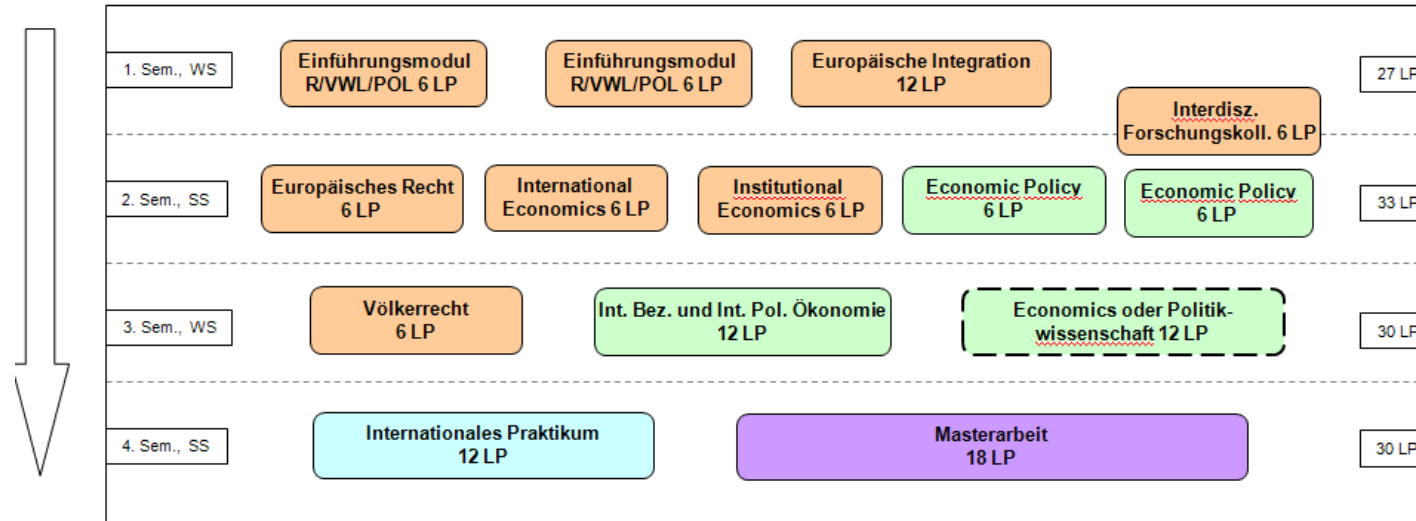 1. Sem., WS
Einführungsmodul
R/VWL/POL 6 LP
Einführungsmodul
R/VWL/POL 6 LP
Europäische Integration
12 LP
27 LP
Interdisz.
Forschungskoll. 6 LP
2. Sem., SS
Europäisches Recht
6 LP
International
Economics 6 LP
Institutional
Economics 6 LP
Economic Policy
6 LP
Economic Policy
6 LP
33 LP
3. Sem., WS
Völkerrecht
6 LP
Int. Bez. und Int. Pol. Ökonomie
12 LP
Economics oder Politik-
wissenschaft 12 LP
30 LP
4. Sem., SS
Internationales Praktikum
12 LP
Masterarbeit
18 LP
30 LP